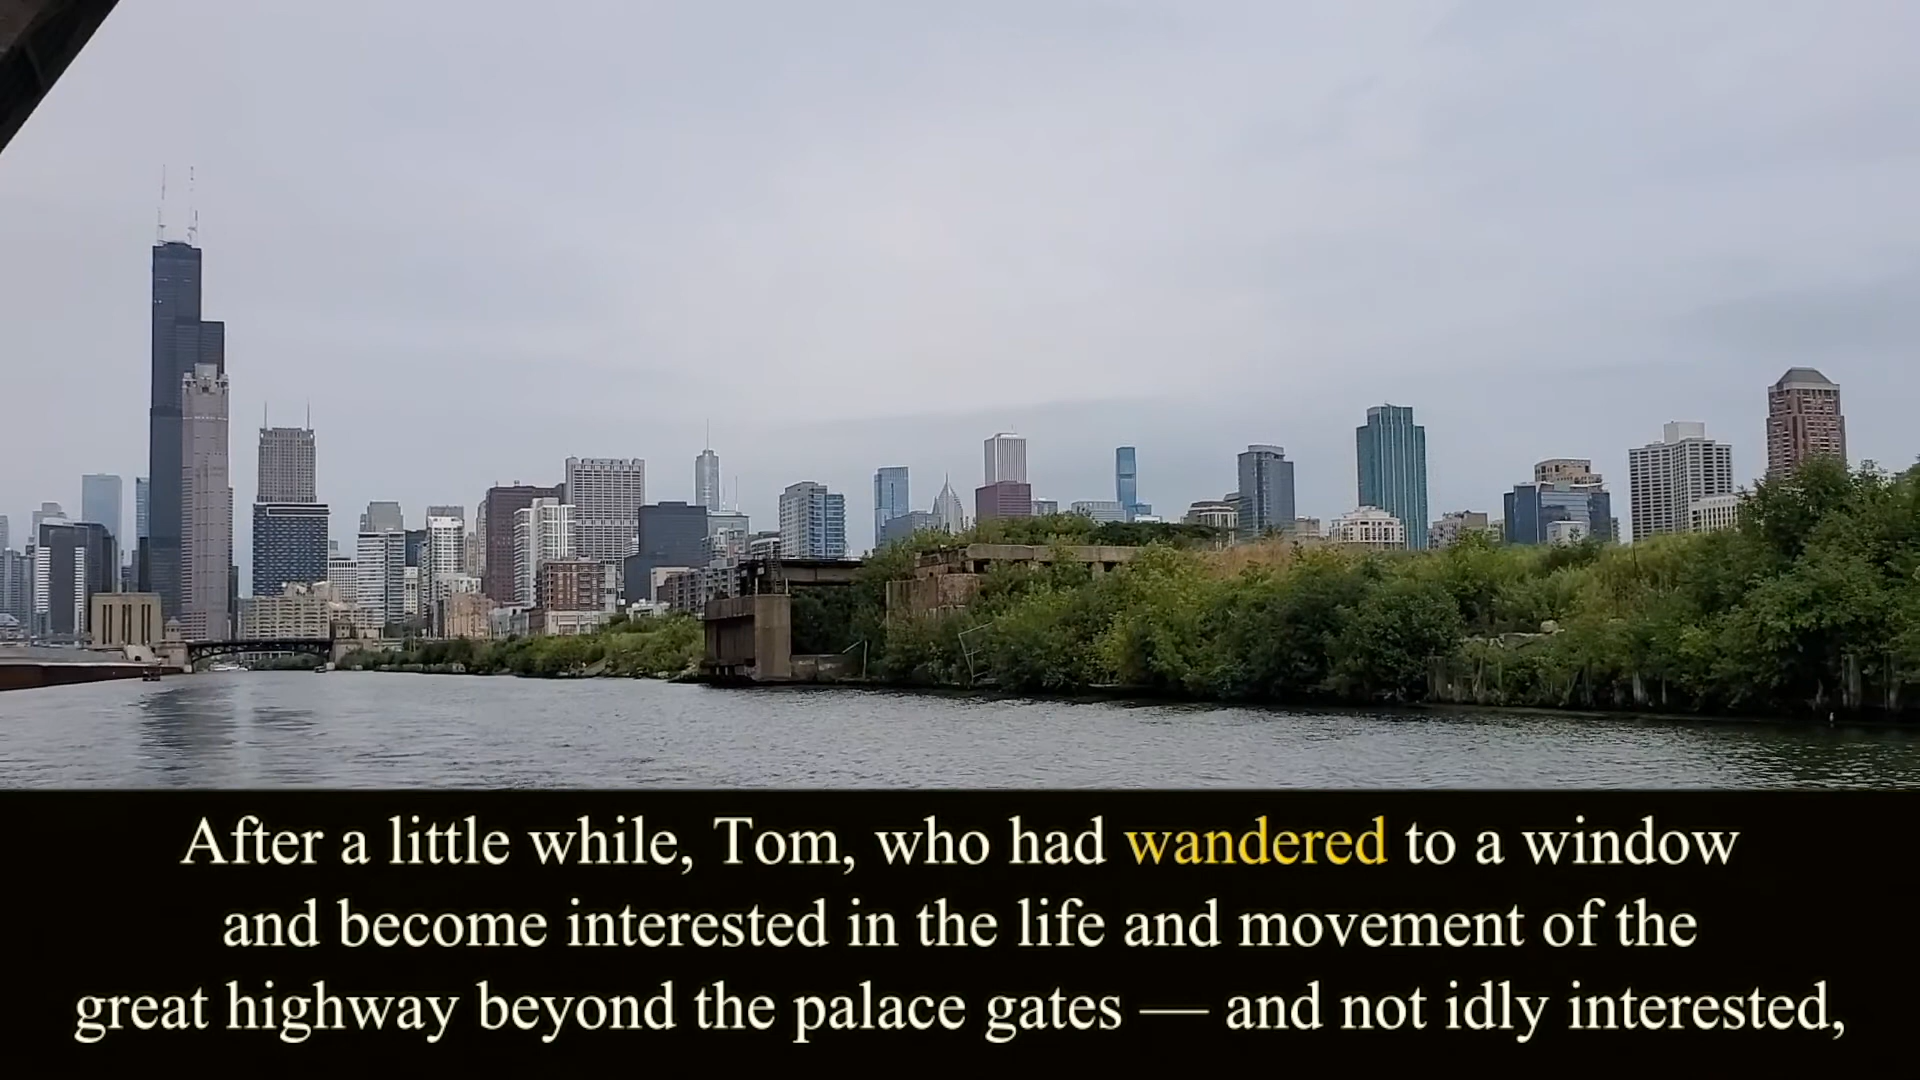 After a little while, Tom, who had wandered to a window
and become interested in the life and movement of the
great highway beyond the palace gates — and not idly interested,